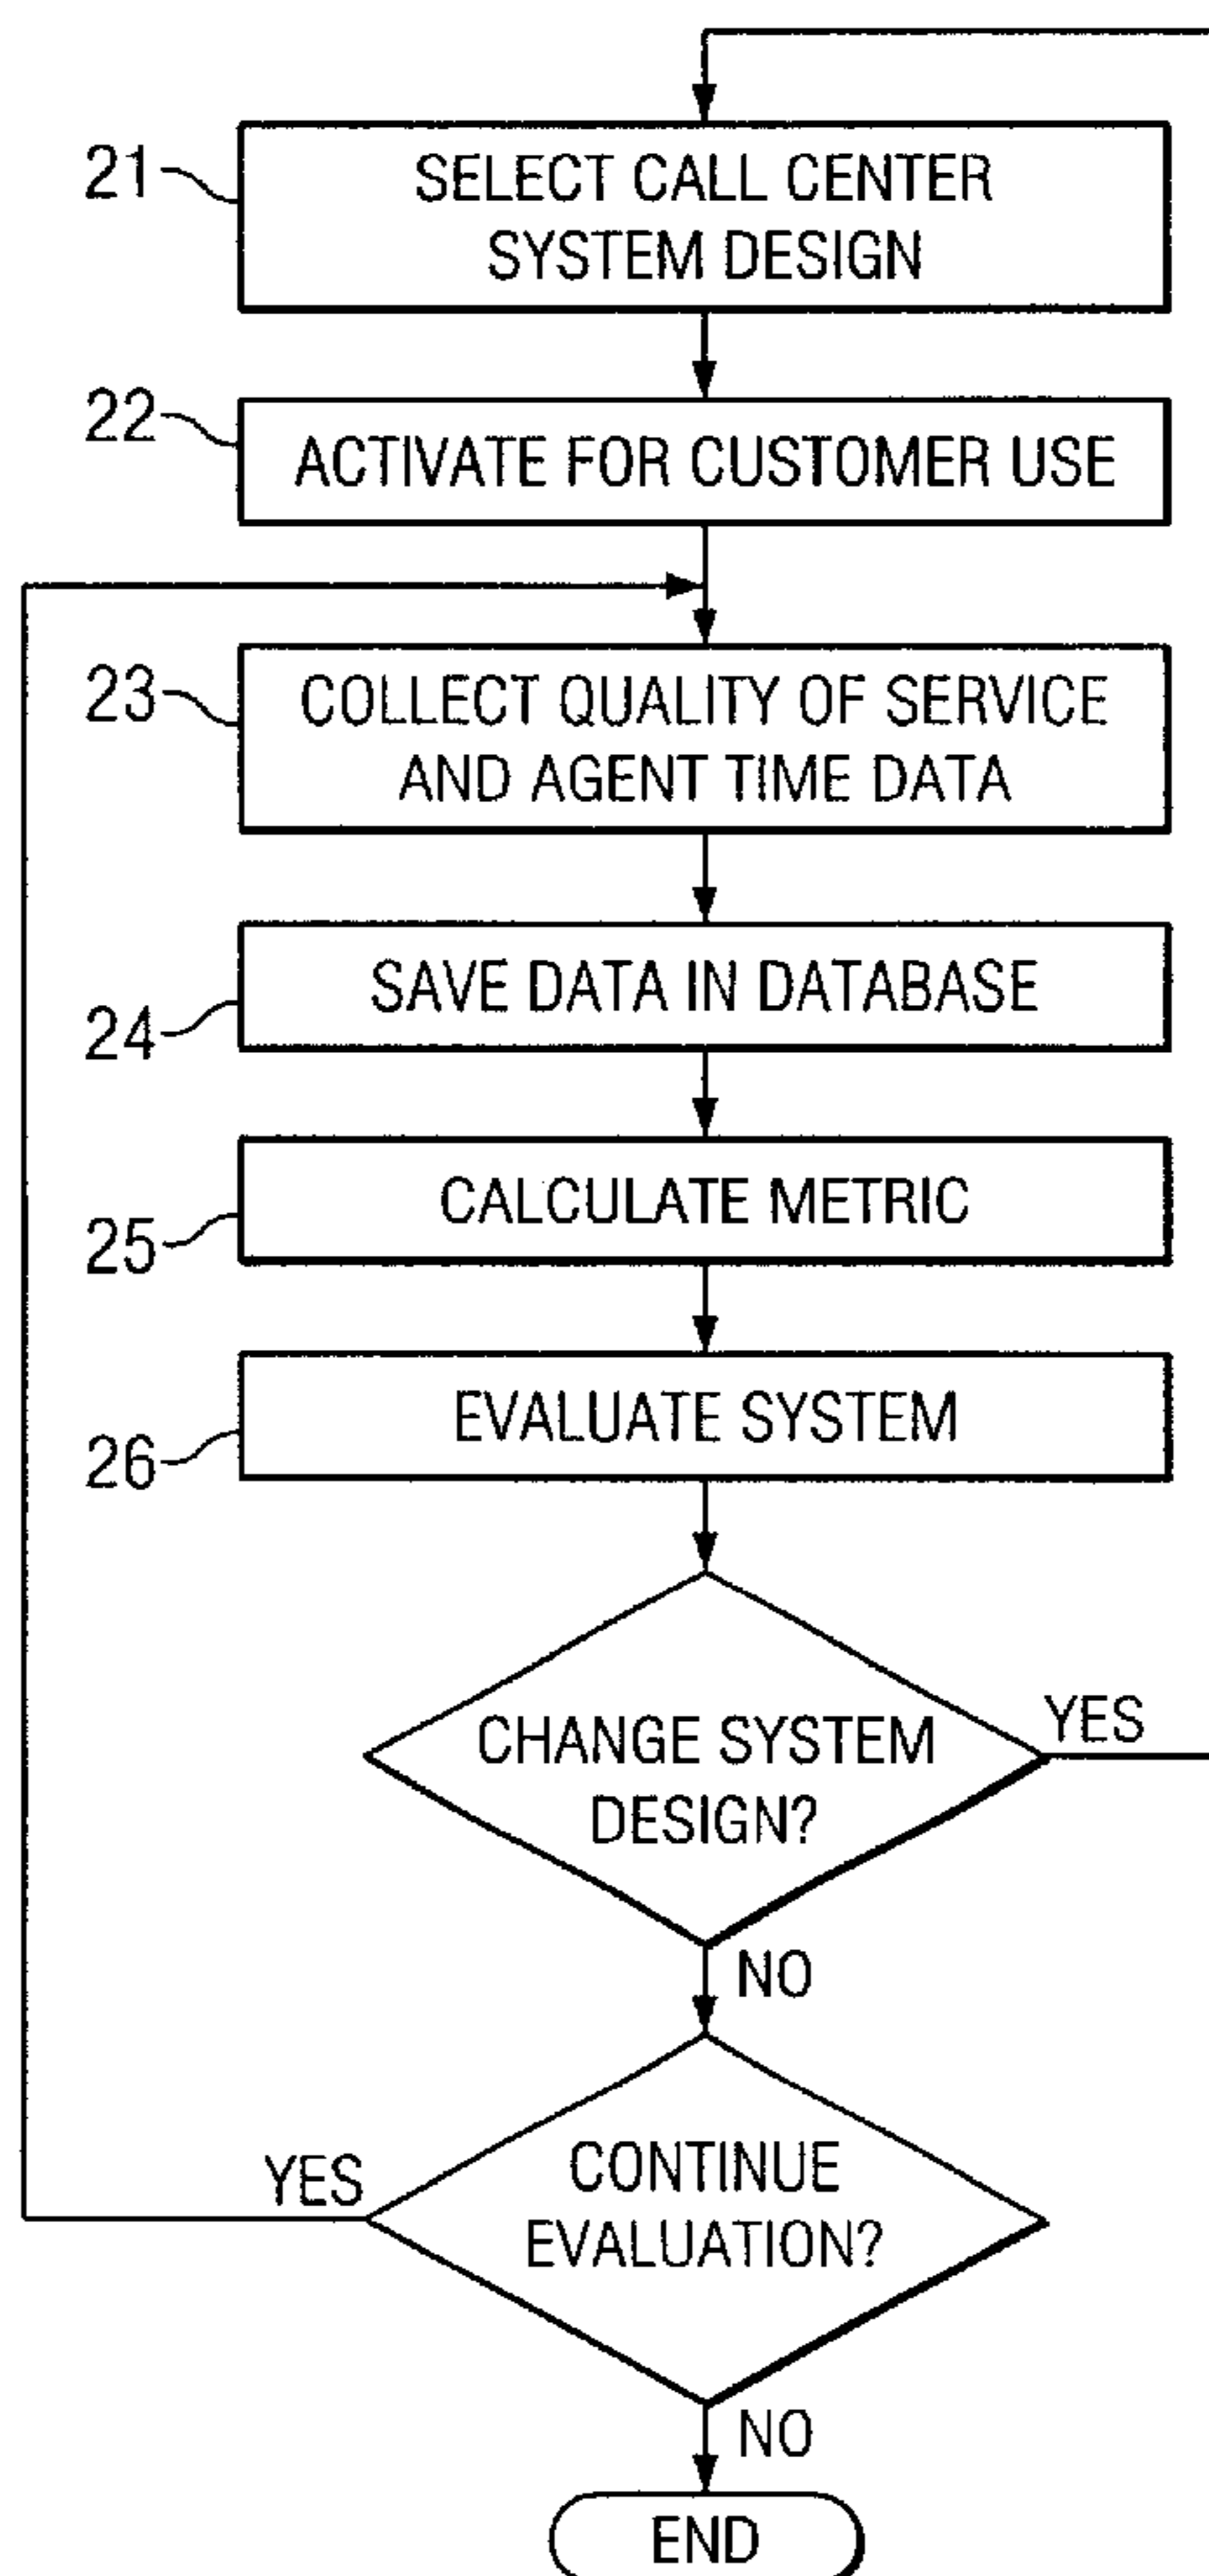 21
SELECT CALL CENTER
SYSTEM DESIGN
22
ACTIVATE FOR CUSTOMER USE
23
COLLECT QUALITY OF SERVICE
AND AGENT TIME DATA
SAVE DATA IN DATABASE
24
CALCULATE METRIC
25
EVALUATE SYSTEM
26
CHANGE SYSTEM
DESIGN?
YES
NO
CONTINUE
EVALUATION?
YES
NO
END